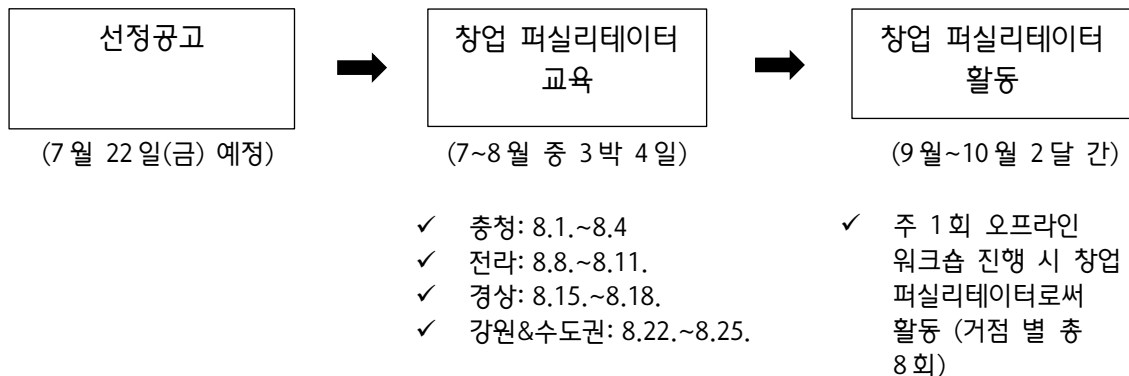 선정공고
(7월 22일(금) 예정)
창업 퍼실리테이터
교육
(7~8월 중 3박 4일)
✓ 충청: 8.1.~8.4
✓ 전라: 8.8.~8.11.
✓ 경상: 8.15.~8.18.
✓ 강원&수도권: 8.22.~8.25.
창업 퍼실리테이터
활동
(9월~10월 2달 간)
✓ 주 1회 오프라인
워크숍 진행 시 창업
퍼실리테이터로써
활동 (거점 별 총
8회)